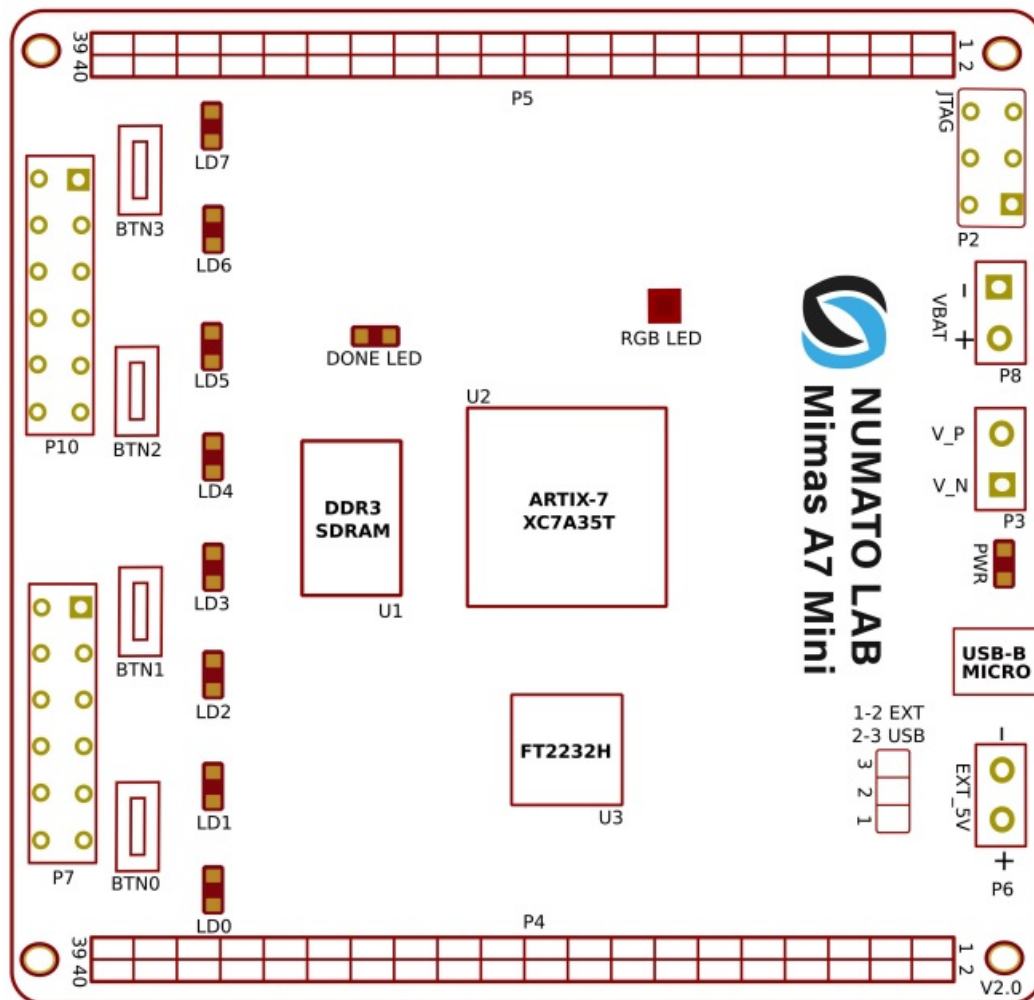 39
40
1
2
P5
JTAG
P2
LD7
BTN3
LD6
DONE LED
RGB LED
-
VBAT
+
P8
LD5
P10
BTN2
LD4
U2
DDR3
SDRAM
U1
ARTIX-7
XC7A35T
NUMATO LAB
Mimas A7 Mini
V_P
V_N
P3
PWR
LD3
BTN1
LD2
USB-B
MICRO
1-2 EXT
2-3 USB
3
2
1
FT2232H
U3
-
EXT_5V
+
P6
LD1
P7
BTN0
LD0
P4
39
40
1
2
V2.0